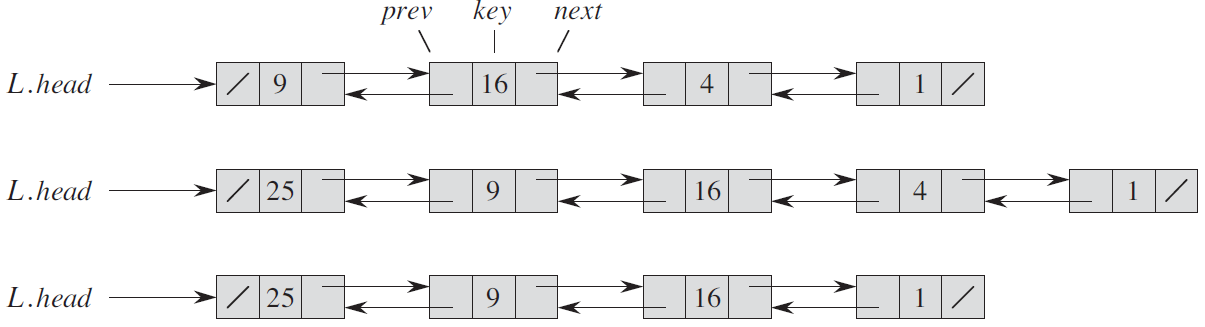 prev key next
L.head / 9 16 4 1 /
L.head / 25 9 16 4 1 /
L.head / 25 9 16 1 /